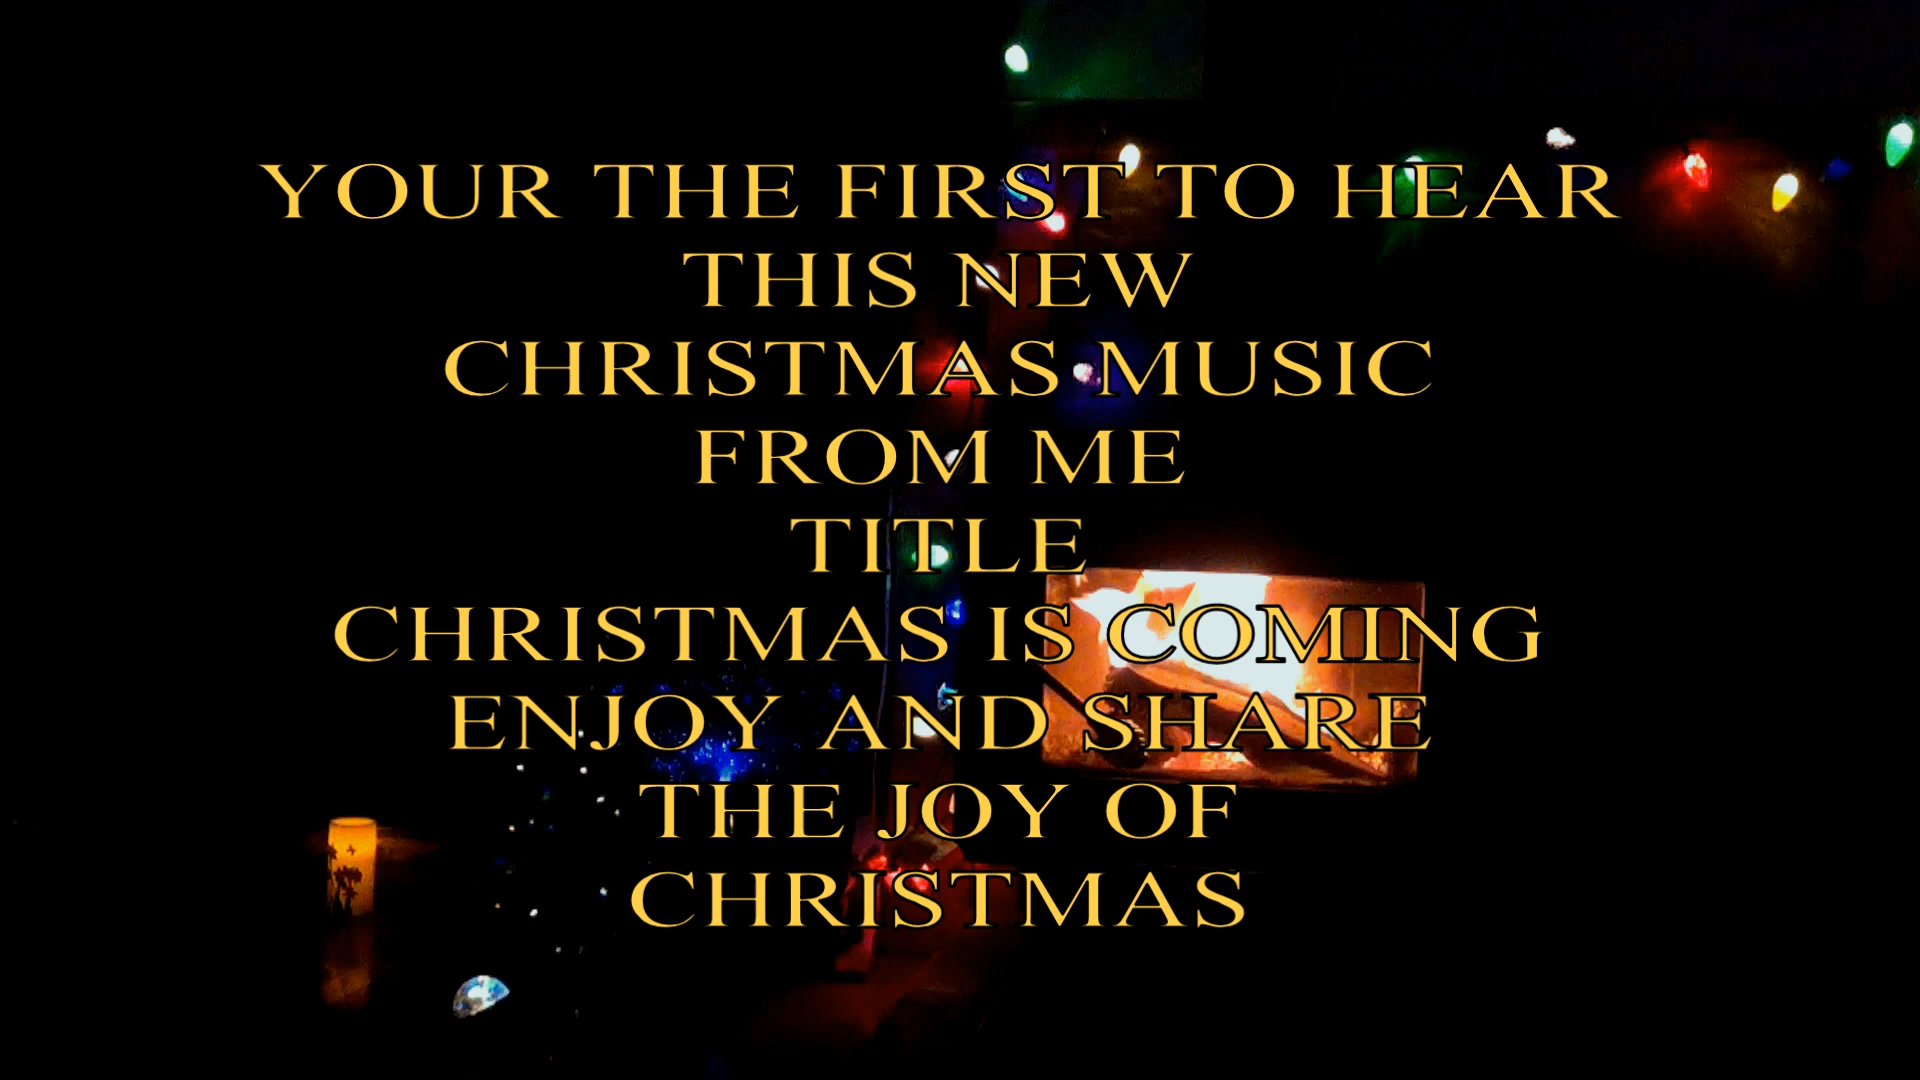 YOUR THE FIRST TO HEAR
THIS NEW
CHRISTMAS MUSIC
FROM ME
TITLE
CHRISTMAS IS COMING
ENJOY AND SHARE
THE JOY OF
CHRISTMAS